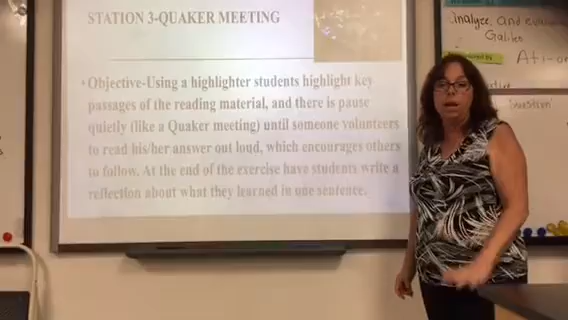 STATION 3-QUAKER MEETING
• Objective-Using a highlighter students highlight key
passages of the reading material, and there is pause
quietly (like a Quaker meeting) until someone volunteers
to read his/her answer out loud, which encourages others
to follow. At the end of the exercise have students write a
reflection about what they learned in one sentence.
inalyze, and
Galileo